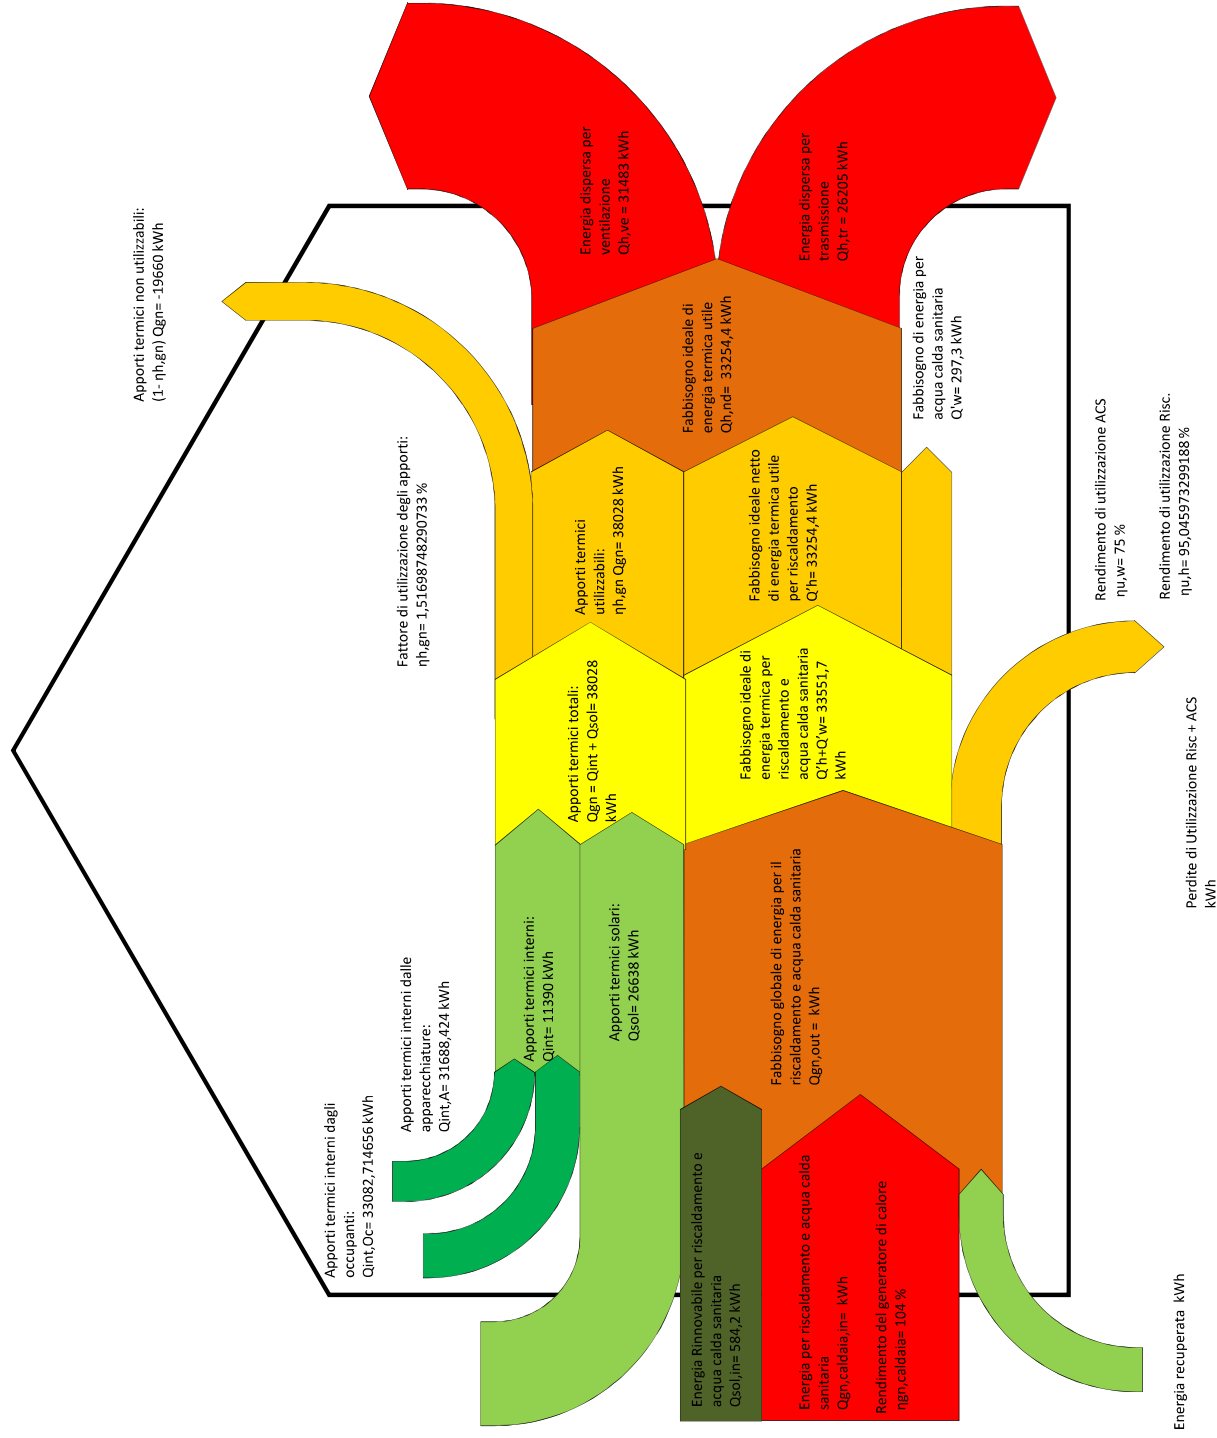 Energia dispersa per
ventilazione
Qh,ve = 31483 kWh
Energia dispersa per
trasmissione
Qh,tr = 26205 kWh
Apporti termici non utilizzabili:
(1- ηh,gn) Qgn= -19660 kWh
Fabbisogno ideale di
energia termica utile
Qh,nd= 33254,4 kWh
Fabbisogno di energia per
acqua calda sanitaria
Q'w= 297,3 kWh
Fattore di utilizzazione degli apporti:
ηh,gn= 1,51698748290733 %
Apporti termici
utilizzabili:
ηh,gn Qgn= 38028 kWh
Fabbisogno ideale netto
di energia termica utile
per riscaldamento
Q'h= 33254,4 kWh
Rendimento di utilizzazione ACS
ηu,w= 75 %
Rendimento di utilizzazione Risc.
ηu,h= 95,045973299188 %
Apporti termici totali:
Qgn = Qint + Qsol= 38028
kWh
Fabbisogno ideale di
energia termica per
riscaldamento e
acqua calda sanitaria
Q'h+Q'w= 33551,7
kWh
Perdite di Utilizzazione Risc + ACS
kWh
Apporti termici interni dagli
occupanti:
Qint,Oc= 33082,714656 kWh
Apporti termici interni dalle
apparecchiature:
Qint,A= 31688,424 kWh
Apporti termici interni:
Qint= 11390 kWh
Apporti termici solari:
Qsol= 26638 kWh
Fabbisogno globale di energia per il
riscaldamento e acqua calda sanitaria
Qgn,out = kWh
Energia Rinnovabile per riscaldamento e
acqua calda sanitaria
Qsol,in= 584,2 kWh
Energia per riscaldamento e acqua calda
sanitaria
Qgn,caldaia,in= kWh
Rendimento del generatore di calore
ηgn,caldaia= 104 %
Energia recuperata kWh